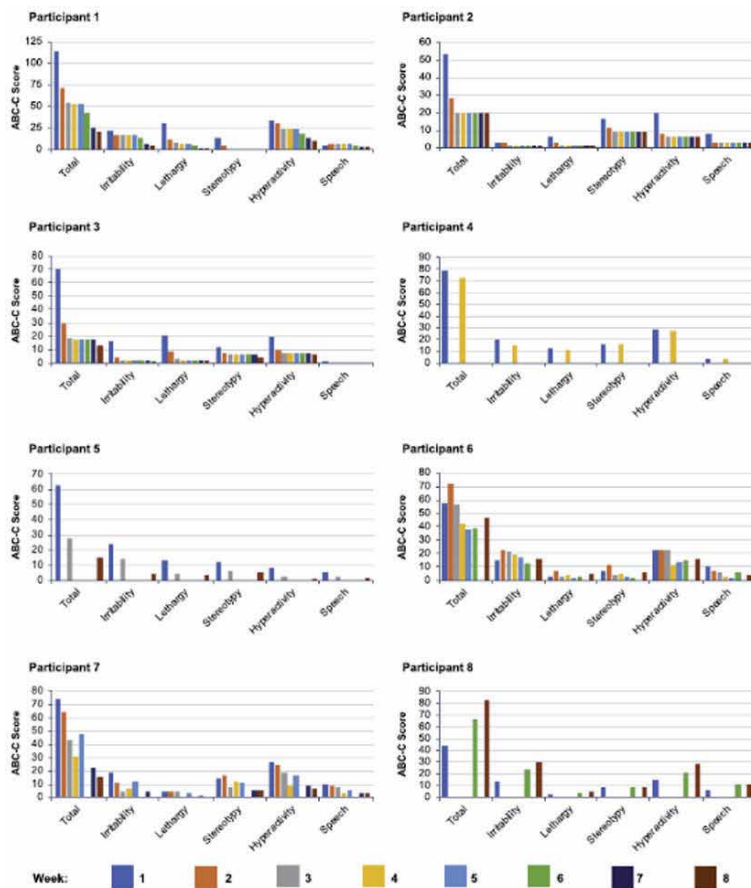 Participant 1
ABC-C Score
125
100
75
50
25
0
Total
Irritability
Lethargy
Stereotypy
Hyperactivity
Speech
Participant 2
ABC-C Score
60
50
40
30
20
10
0
Total
Irritability
Lethargy
Stereotypy
Hyperactivity
Speech
Participant 3
ABC-C Score
80
70
60
50
40
30
20
10
0
Total
Irritability
Lethargy
Stereotypy
Hyperactivity
Speech
Participant 4
ABC-C Score
90
80
70
60
50
40
30
20
10
0
Total
Irritability
Lethargy
Stereotypy
Hyperactivity
Speech
Participant 5
ABC-C Score
70
60
50
40
30
20
10
0
Total
Irritability
Lethargy
Stereotypy
Hyperactivity
Speech
Participant 6
ABC-C Score
80
70
60
50
40
30
20
10
0
Total
Irritability
Lethargy
Stereotypy
Hyperactivity
Speech
Participant 7
ABC-C Score
80
70
60
50
40
30
20
10
0
Total
Irritability
Lethargy
Stereotypy
Hyperactivity
Speech
Participant 8
ABC-C Score
90
80
70
60
50
40
30
20
10
0
Total
Irritability
Lethargy
Stereotypy
Hyperactivity
Speech
Week: 1 2 3 4 5 6 7 8